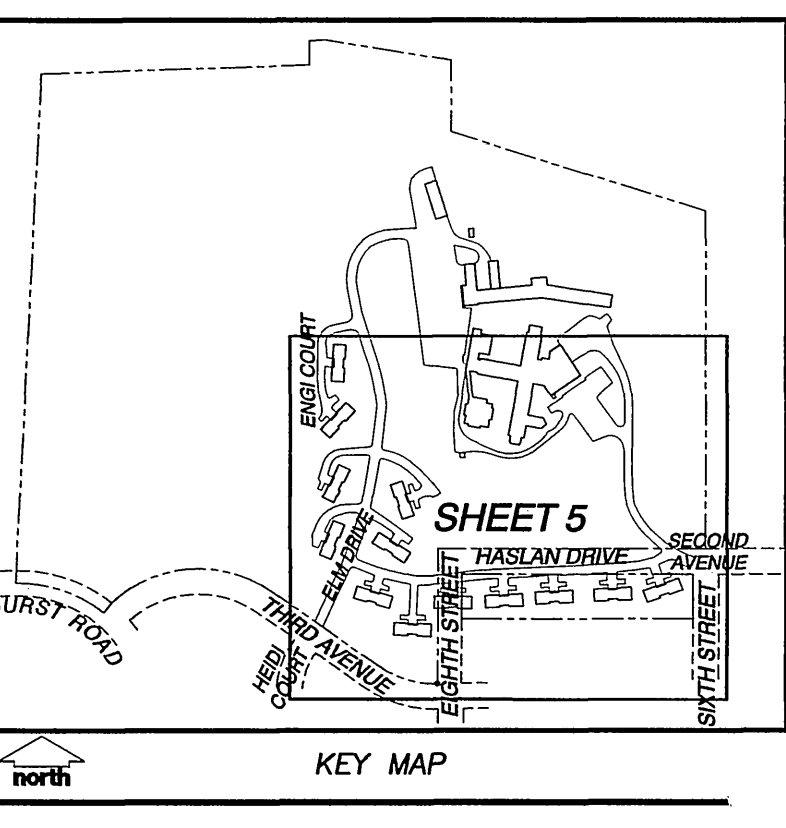 ENGI COURT
SHEET 5
ELM DRIVE
HASLAN DRIVE
SECOND
AVENUE
THIRD AVENUE
EIGHTH STREET
SIXTH STREET
HEIDI
COURT
ROAD
north
KEY MAP